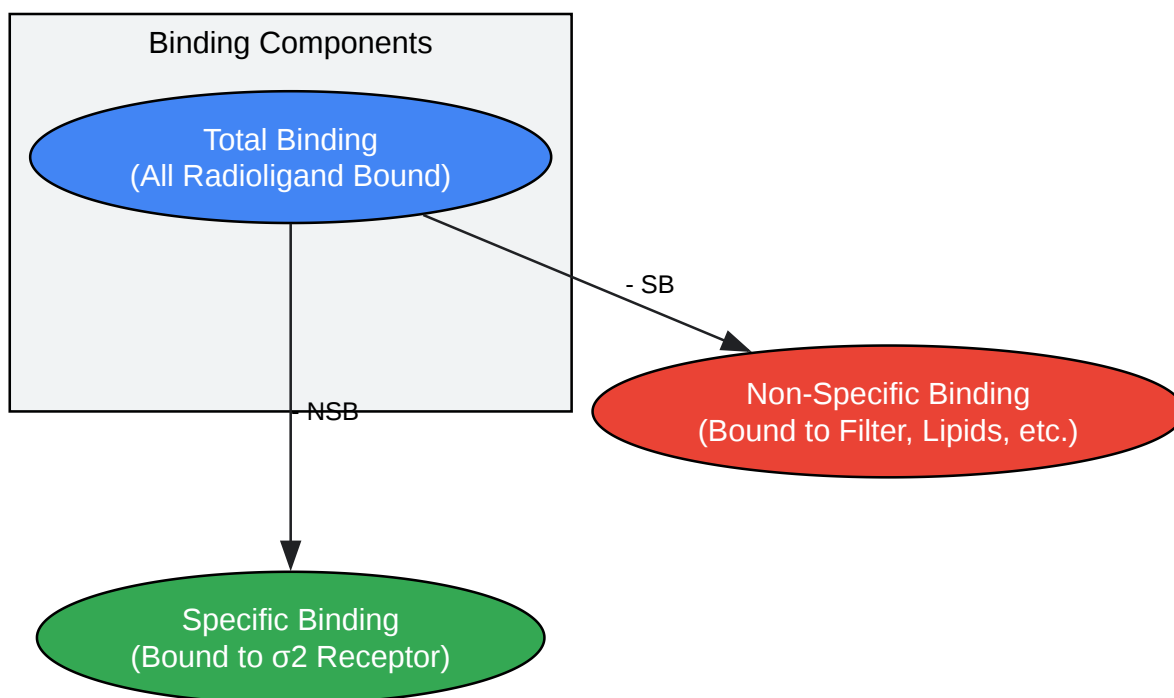 Binding Components
Total Binding
(All Radioligand Bound)
- SB
Non-Specific Binding
(Bound to Filter, Lipids, etc.)
- NSB
Specific Binding
(Bound to σ2 Receptor)